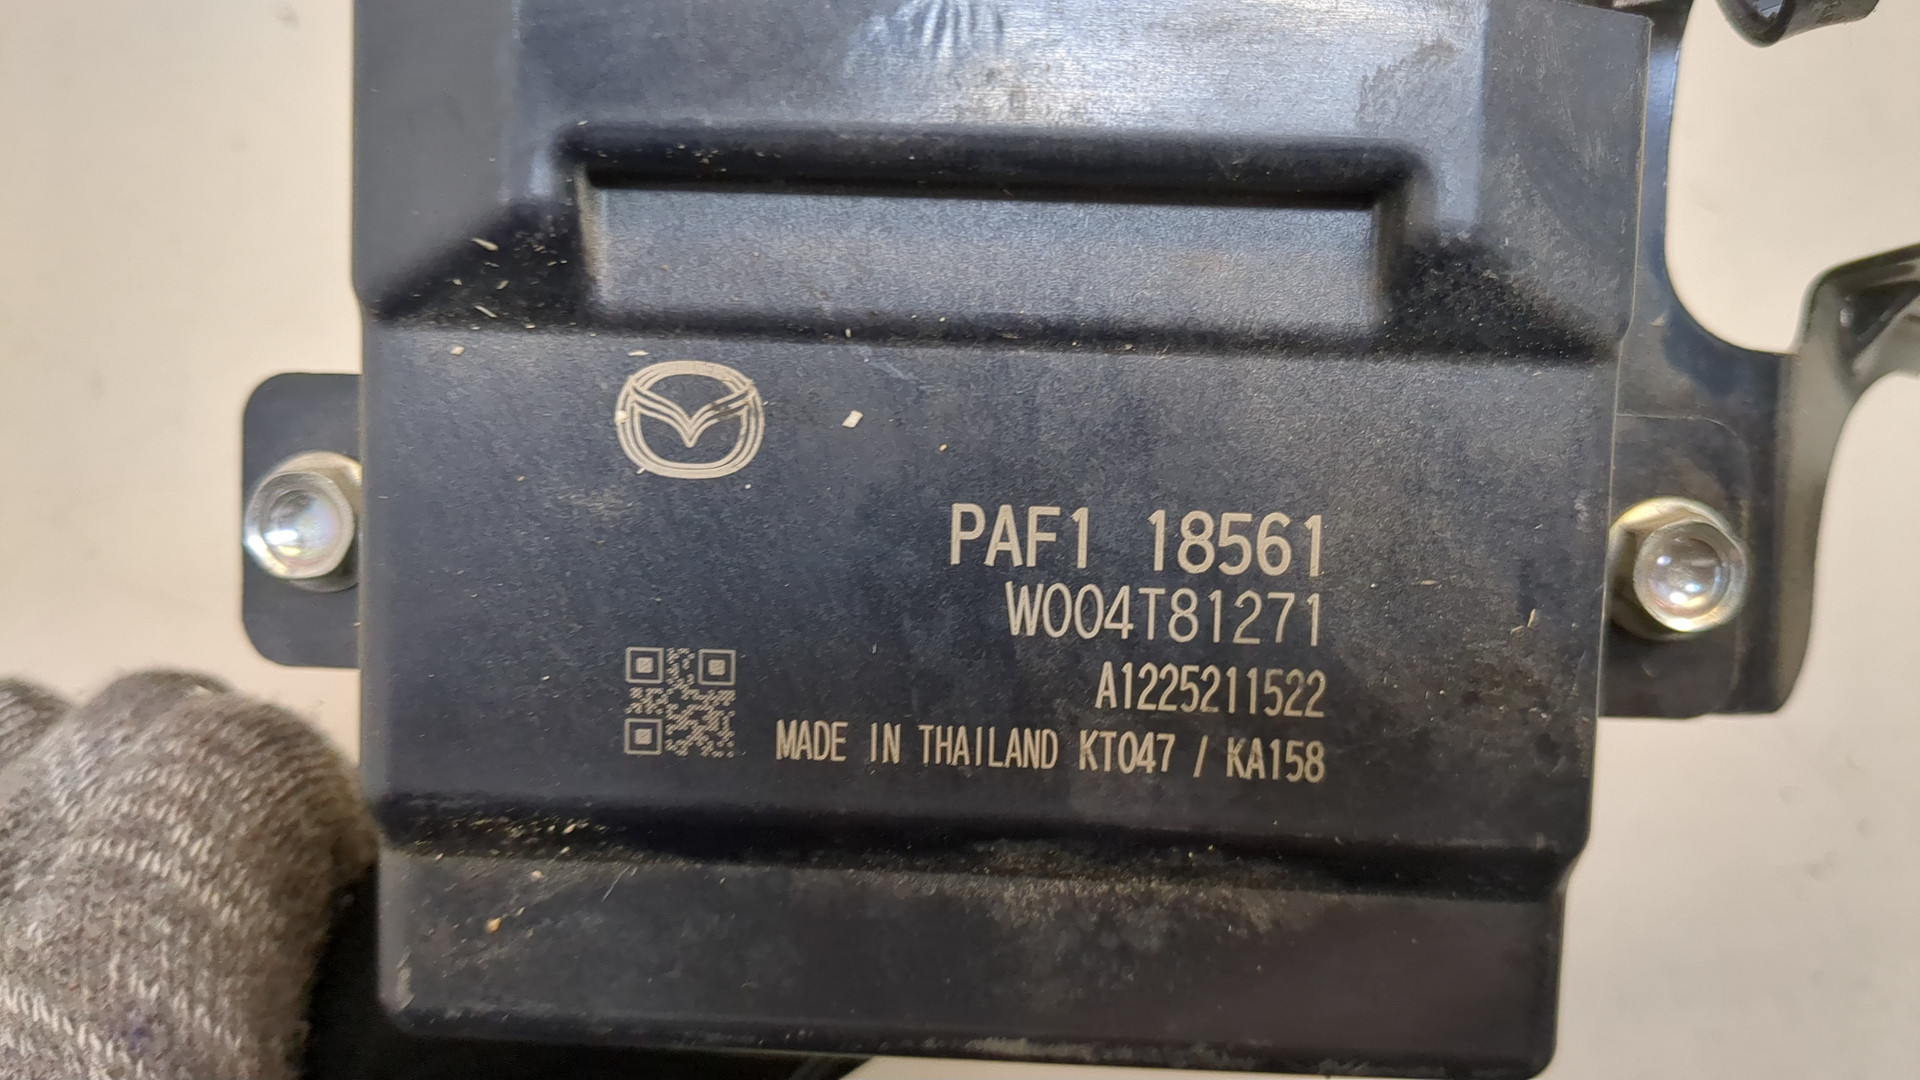 PAF1 18561
W004T81271
A1225211522
MADE IN THAILAND KT047 / KA158